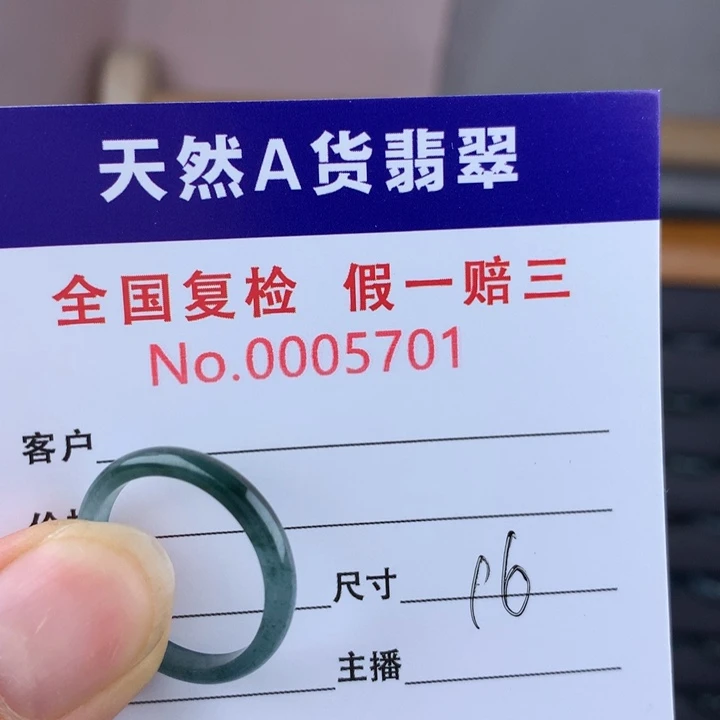 天然A货翡翠
全国复检 假一赔三
No.0005701
客户
尺寸 16
主播